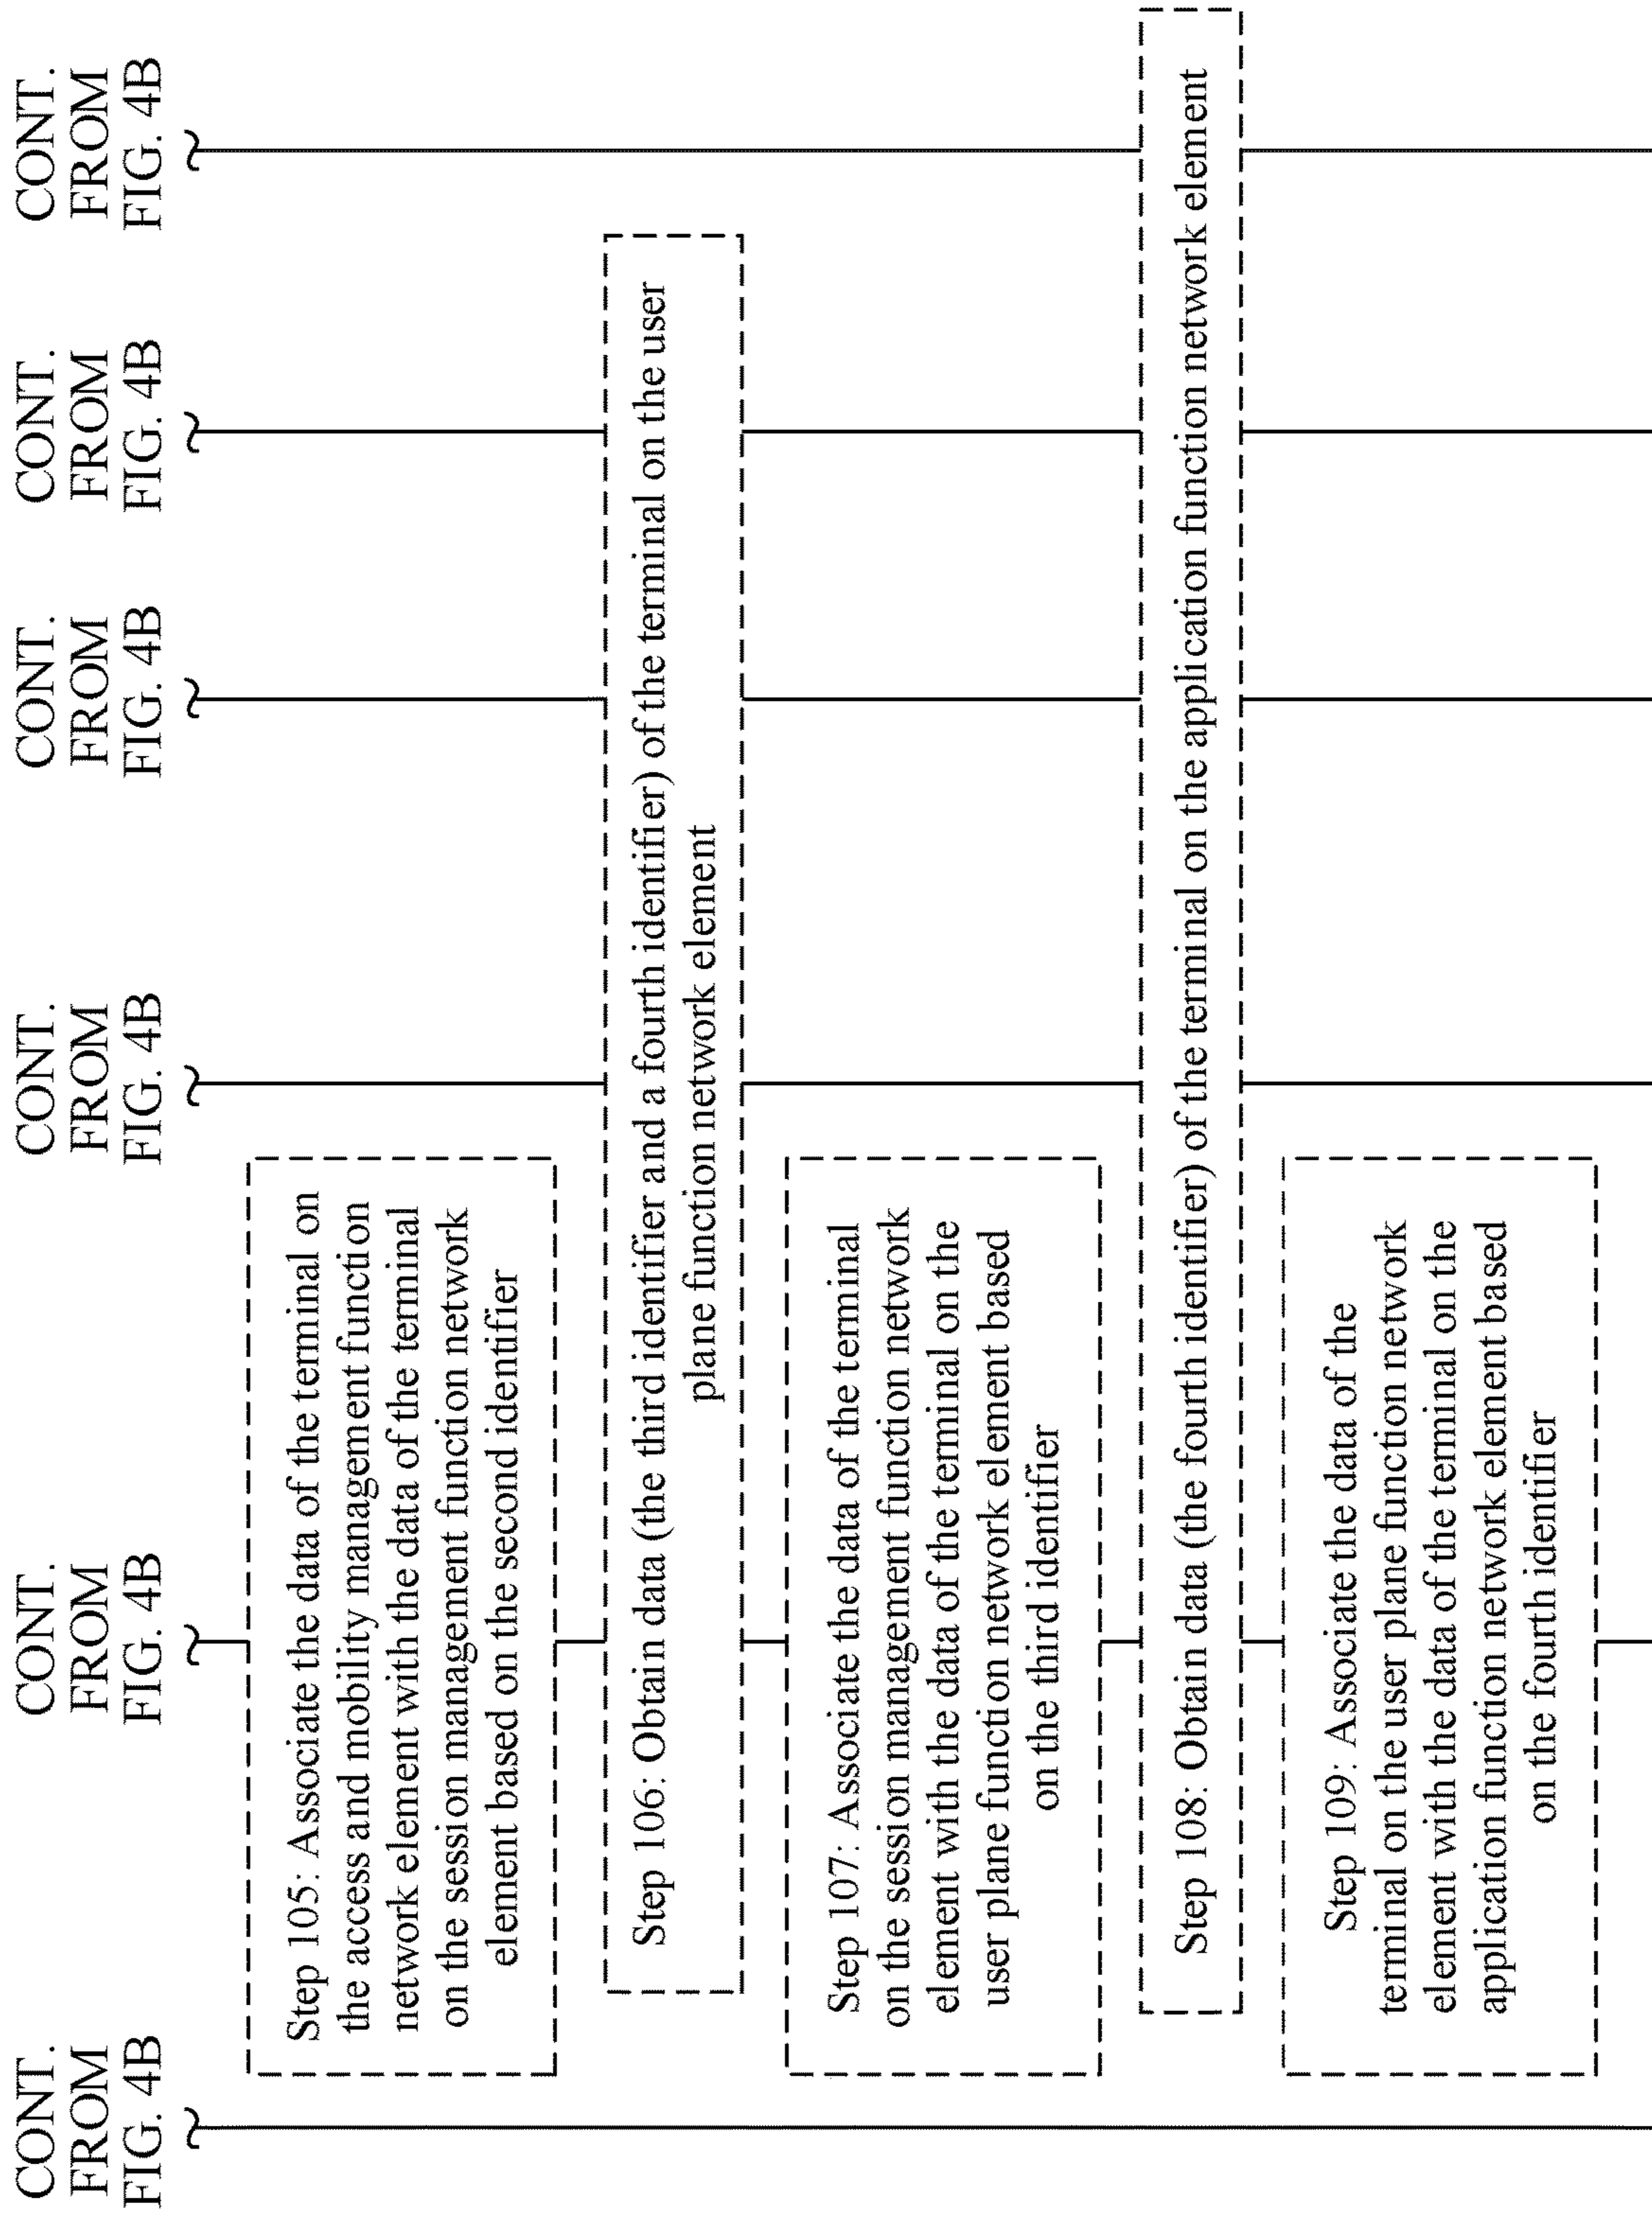 CONT.
FROM
FIG. 4B
CONT.
FROM
FIG. 4B
CONT.
FROM
FIG. 4B
CONT.
FROM
FIG. 4B
CONT.
FROM
FIG. 4B
CONT.
FROM
FIG. 4B
Step 105: Associate the data of the terminal on
the access and mobility management function
network element with the data of the terminal
on the session management function network
element based on the second identifier
Step 106: Obtain data (the third identifier and a fourth identifier) of the terminal on the user
plane function network element
Step 107: Associate the data of the terminal
on the session management function network
element with the data of the terminal on the
user plane function network element based
on the third identifier
Step 108: Obtain data (the fourth identifier) of the terminal on the application function network element
Step 109: Associate the data of the
terminal on the user plane function network
element with the data of the terminal on the
application function network element based
on the fourth identifier